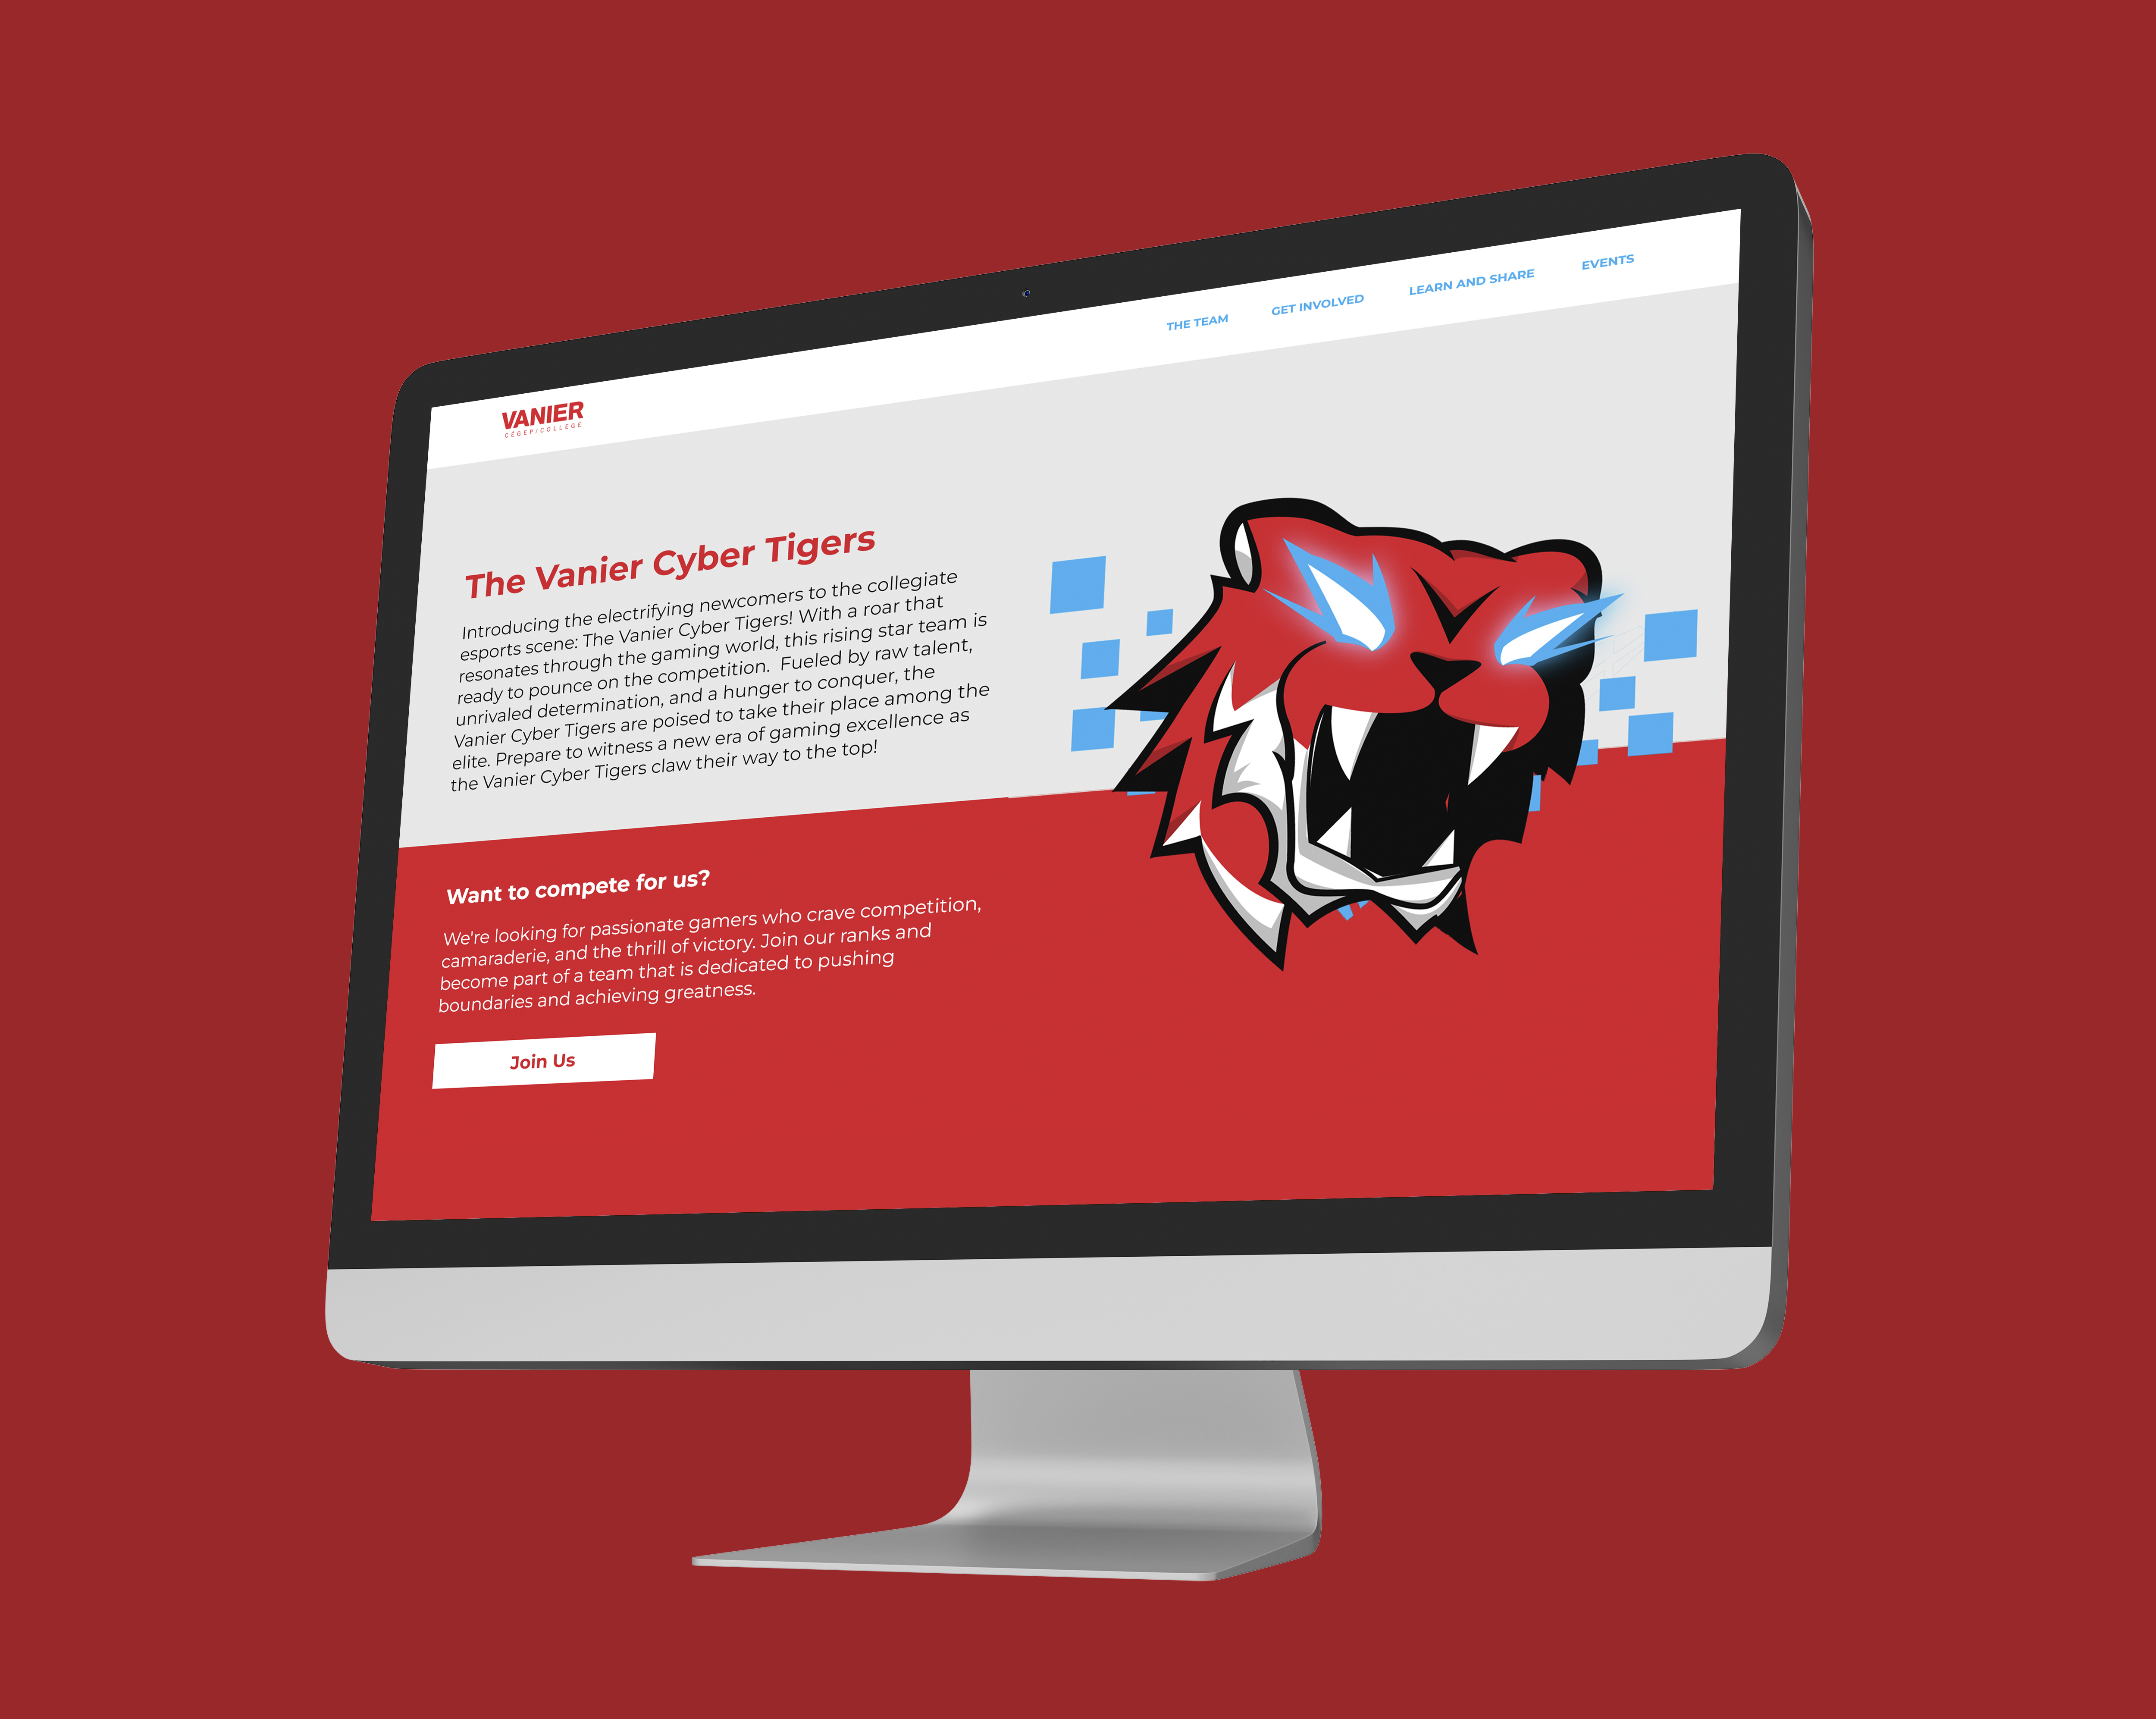 THE TEAM GET INVOLVED LEARN AND SHARE EVENTS
VANIER
CÉGEP/COLLEGE
The Vanier Cyber Tigers
Introducing the electrifying newcomers to the collegiate
esports scene: The Vanier Cyber Tigers! With a roar that
resonates through the gaming world, this rising star team is
ready to pounce on the competition.  Fueled by raw talent,
unrivaled determination, and a hunger to conquer, the
Vanier Cyber Tigers are poised to take their place among the
elite. Prepare to witness a new era of gaming excellence as
the Vanier Cyber Tigers claw their way to the top!
Want to compete for us?
We're looking for passionate gamers who crave competition,
camaraderie, and the thrill of victory. Join our ranks and
become part of a team that is dedicated to pushing
boundaries and achieving greatness.
Join Us